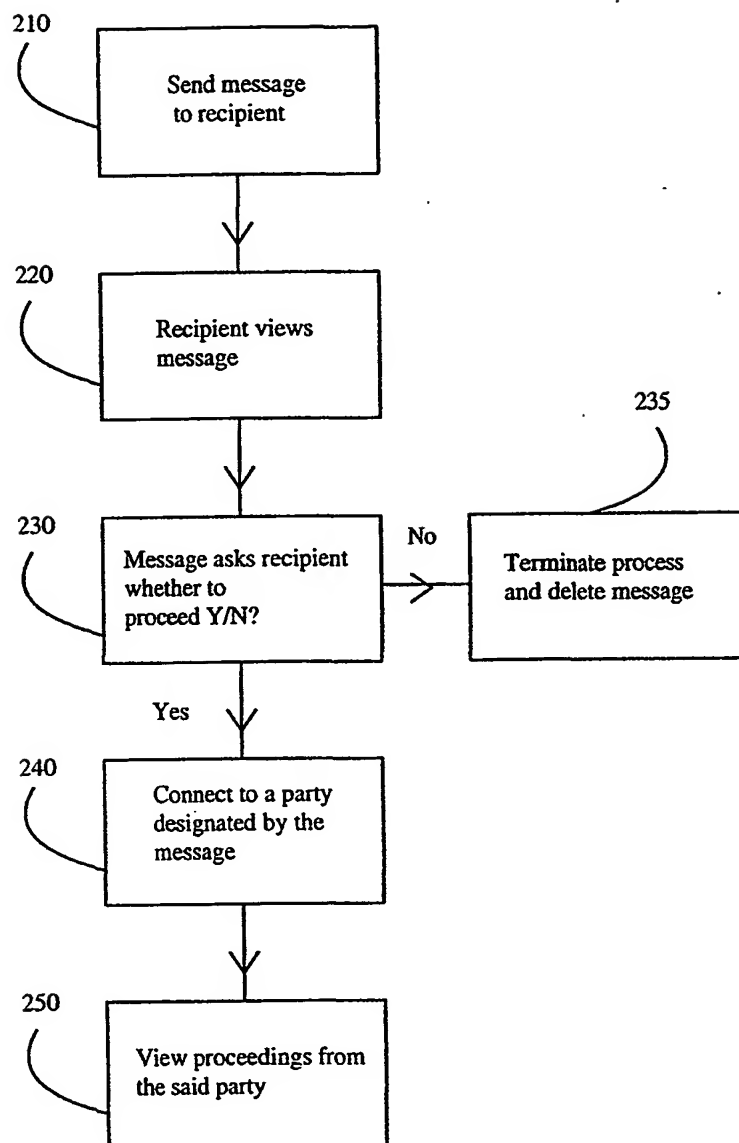 210
Send message
to recipient
220
Recipient views
message
235
230
Message asks recipient
whether to
proceed Y/N?
No
Terminate process
and delete message
Yes
240
Connect to a party
designated by the
message
250
View proceedings from
the said party